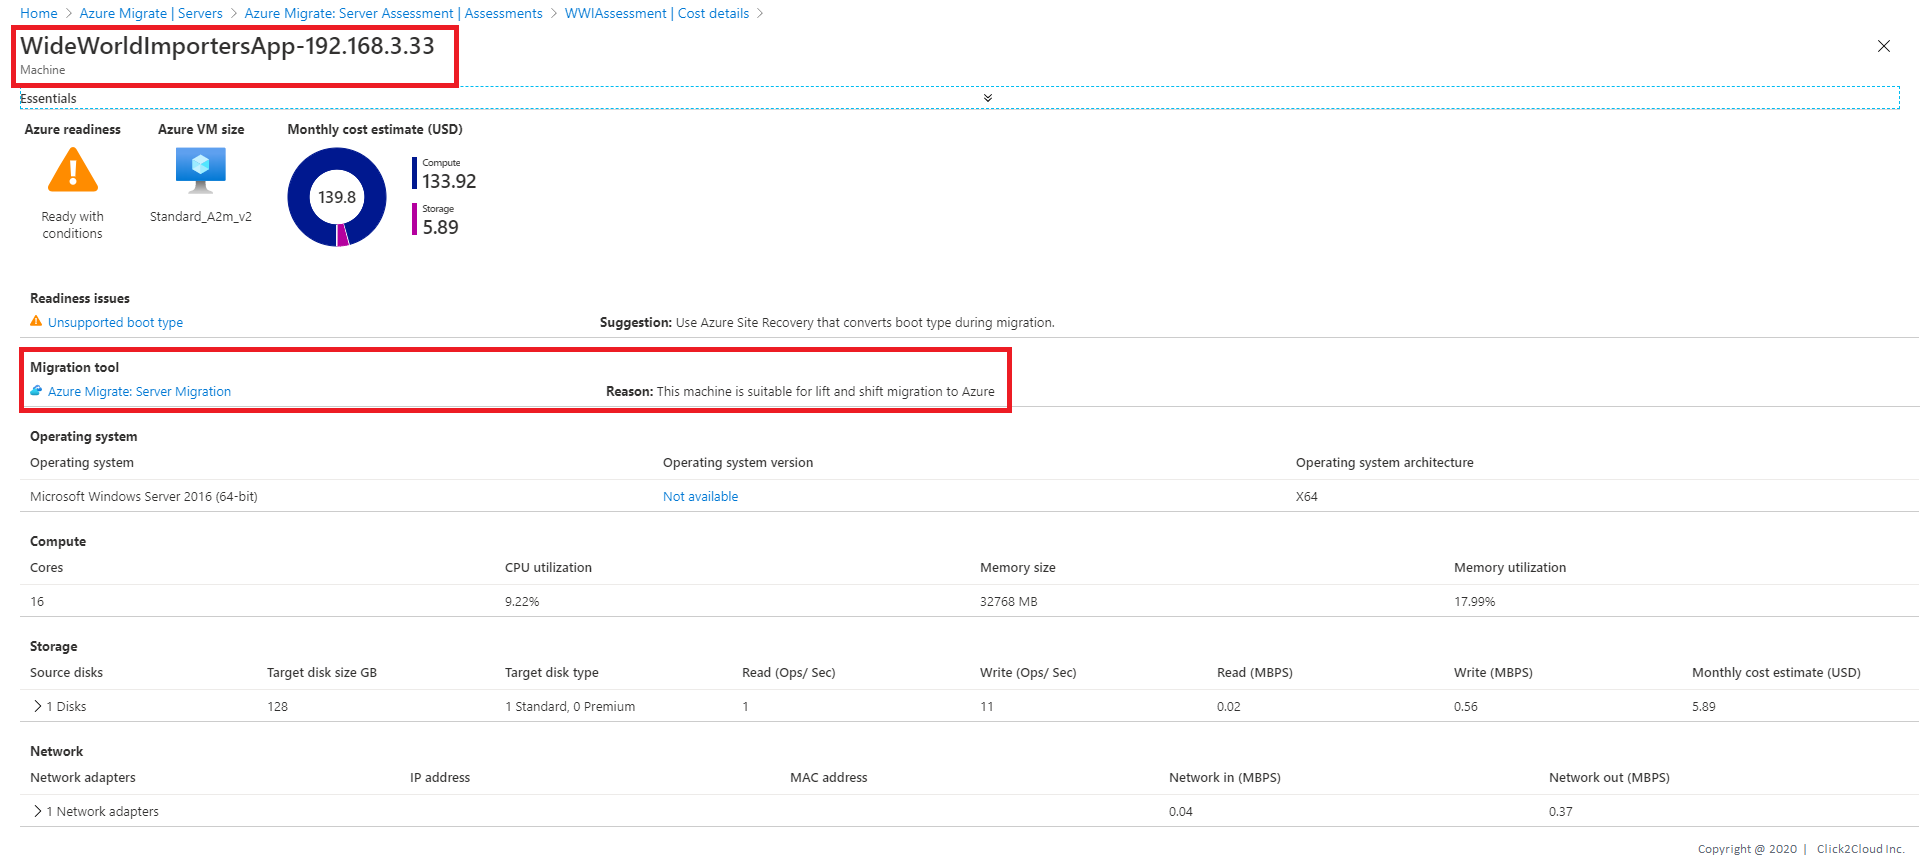 Home > Azure Migrate | Servers > Azure Migrate: Server Assessment | Assessments > WWIAssessment | Cost details >
WideWorldImportersApp-192.168.3.33
Machine
Essentials
Azure readiness Azure VM size Monthly cost estimate (USD)
Compute
133.92
139.8
Storage
5.89
Ready with conditions
Standard_A2m_v2
Readiness issues
Unsupported boot type Suggestion: Use Azure Site Recovery that converts boot type during migration.
Migration tool
Azure Migrate: Server Migration Reason: This machine is suitable for lift and shift migration to Azure
Operating system
Operating system Operating system version Operating system architecture
Microsoft Windows Server 2016 (64-bit) Not available X64
Compute
Cores CPU utilization Memory size Memory utilization
16 9.22% 32768 MB 17.99%
Storage
Source disks Target disk size GB Target disk type Read (Ops/ Sec) Write (Ops/ Sec) Read (MBPS) Write (MBPS) Monthly cost estimate (USD)
1 Disks 128 1 Standard, 0 Premium 1 11 0.02 0.56 5.89
Network
Network adapters IP address MAC address Network in (MBPS) Network out (MBPS)
1 Network adapters 0.04 0.37
Copyright @ 2020 | Click2Cloud Inc.